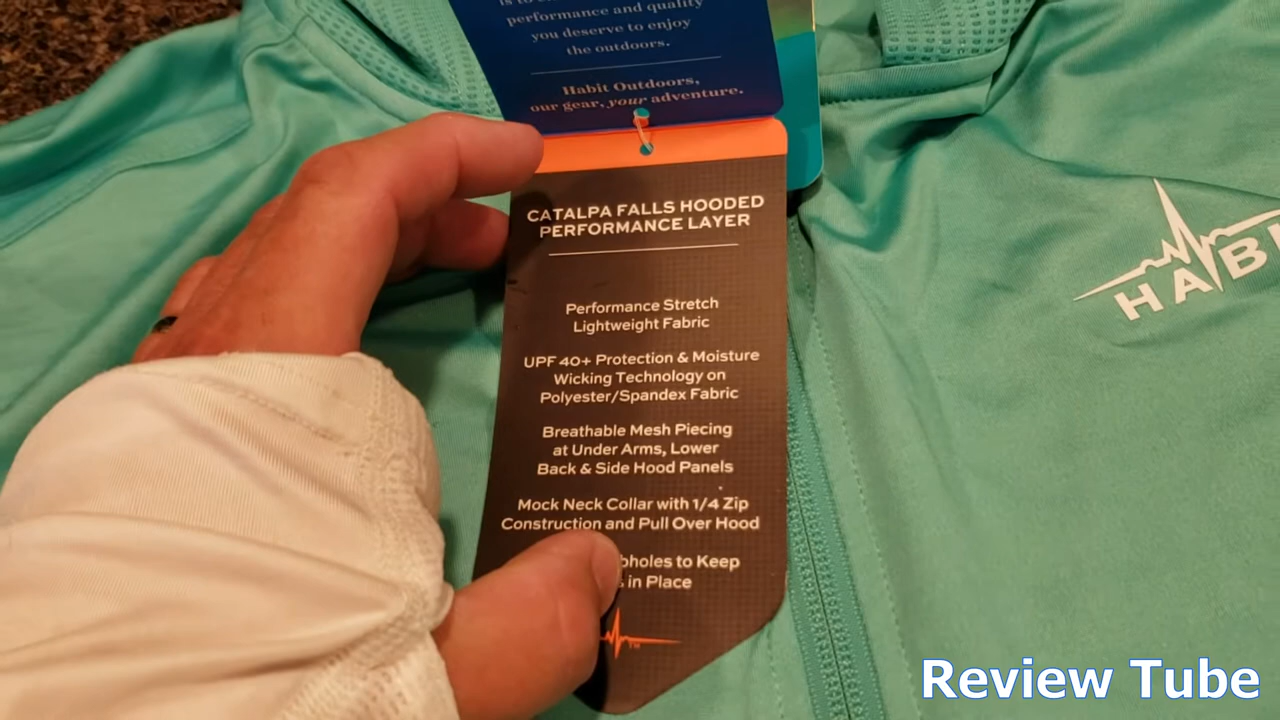 performance and quality
you deserve to enjoy
the outdoors.
Habit Outdoors,
our gear, your adventure.
CATALPA FALLS HOODED
PERFORMANCE LAYER
Performance Stretch
Lightweight Fabric
UPF 40+ Protection & Moisture
Wicking Technology on
Polyester/Spandex Fabric
Breathable Mesh Piecing
at Under Arms, Lower
Back & Side Hood Panels
Mock Neck Collar with 1/4 Zip
Construction and Pull Over Hood
bholes to Keep
in Place
TM
HABI
Review Tube